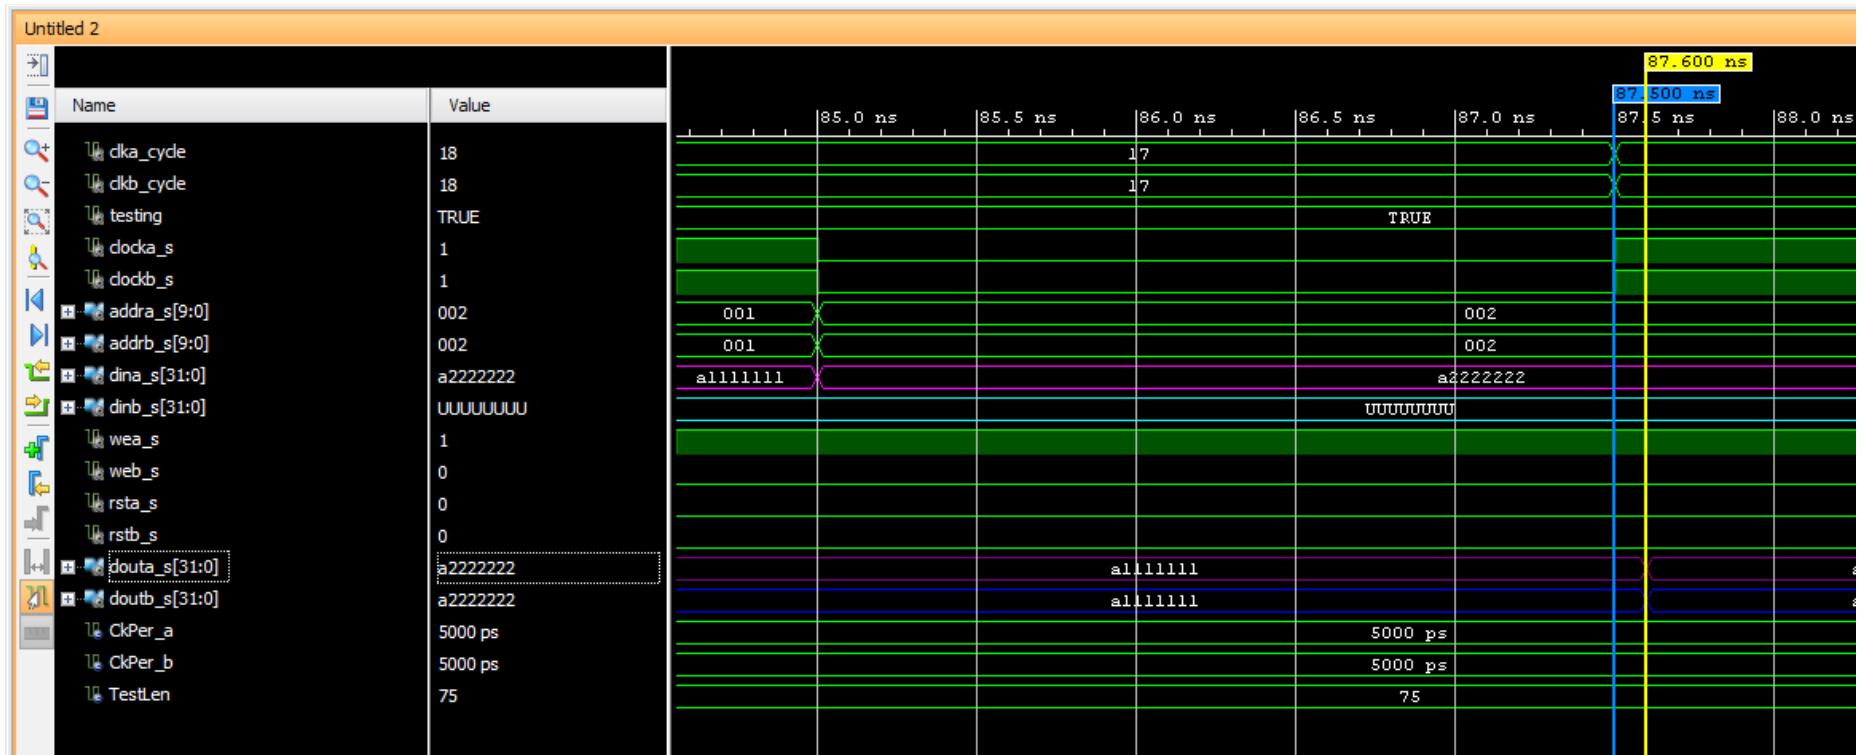 Untitled 2
87.600 ns
87.500 ns
Name Value
85.0 ns 85.5 ns 86.0 ns 86.5 ns 87.0 ns 87.5 ns 88.0 ns
clka_cycle 18 17
clkb_cycle 18 17
testing TRUE TRUE
clocka_s 1
clockb_s 1
addra_s[9:0] 002 001 002
addrb_s[9:0] 002 001 002
dina_s[31:0] a2222222 a1111111 a2222222
dinb_s[31:0] UUUUUUUU UUUUUUUU
wea_s 1
web_s 0
rsta_s 0
rstb_s 0
douta_s[31:0] a2222222 a1111111
doutb_s[31:0] a2222222 a1111111
CkPer_a 5000 ps 5000 ps
CkPer_b 5000 ps 5000 ps
TestLen 75 75